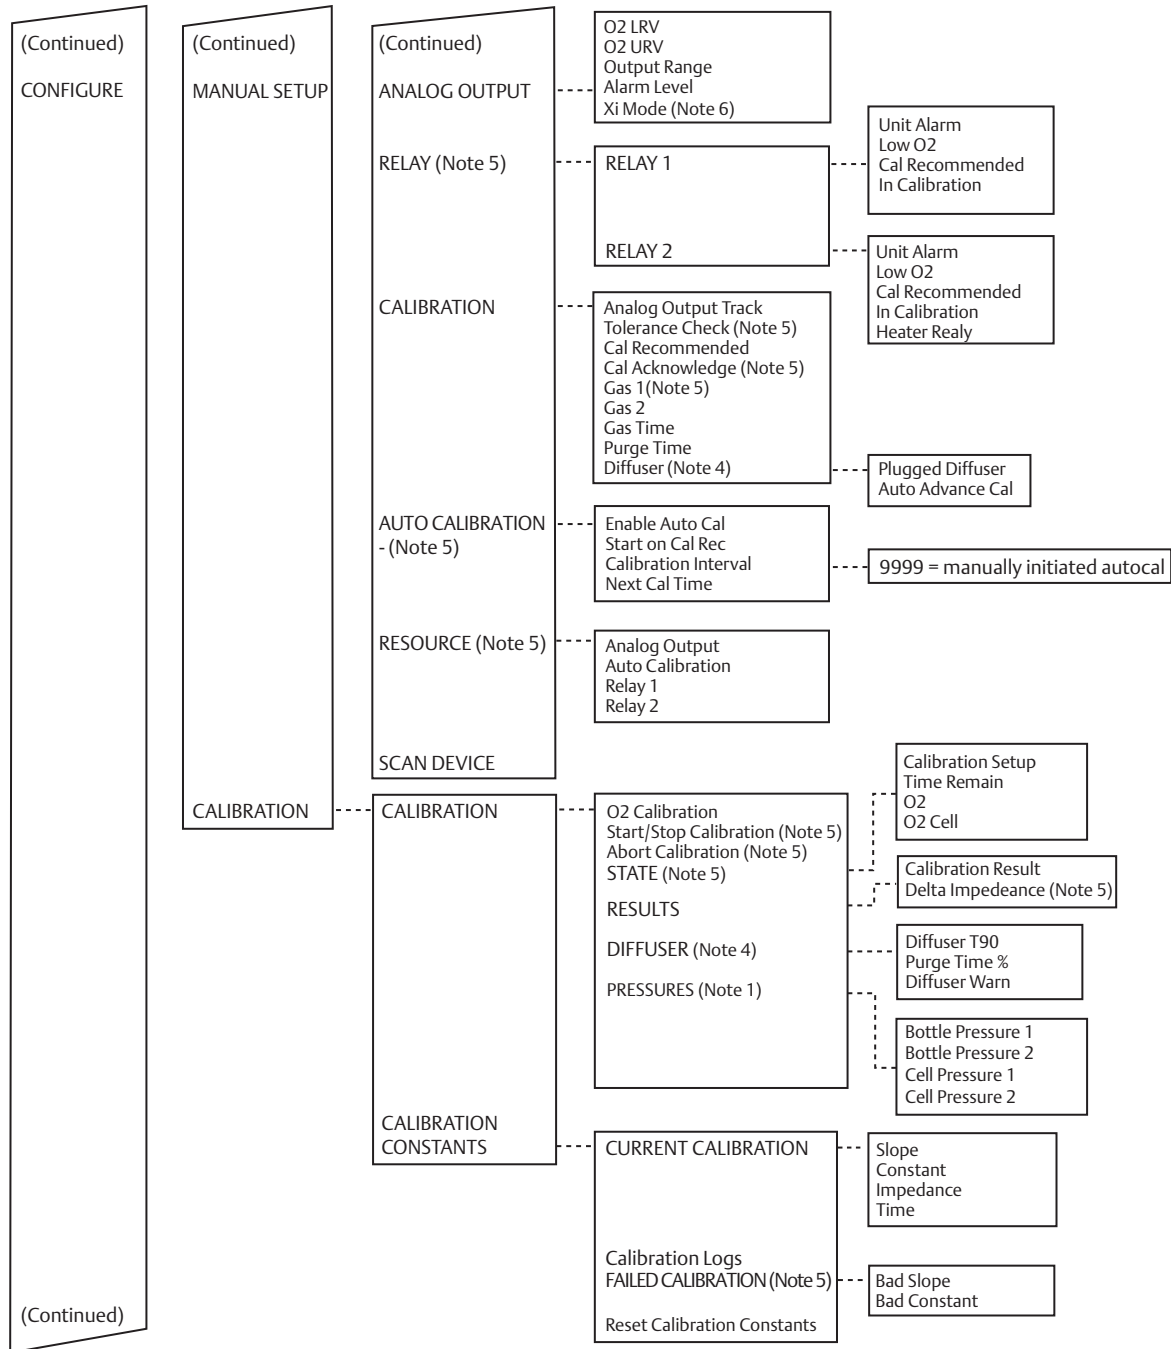 (Continued)
CONFIGURE
(Continued)
(Continued)
MANUAL SETUP
CALIBRATION
(Continued)
ANALOG OUTPUT
RELAY (Note 5)
CALIBRATION
AUTO CALIBRATION
- (Note 5)
RESOURCE (Note 5)
SCAN DEVICE
O2 LRV
O2 URV
Output Range
Alarm Level
Xi Mode (Note 6)
RELAY 1
RELAY 2
Unit Alarm
Low O2
Cal Recommended
In Calibration
Unit Alarm
Low O2
Cal Recommended
In Calibration
Heater Realy
Analog Output Track
Tolerance Check (Note 5)
Cal Recommended
Cal Acknowledge (Note 5)
Gas 1(Note 5)
Gas 2
Gas Time
Purge Time
Diffuser (Note 4)
Plugged Diffuser
Auto Advance Cal
Enable Auto Cal
Start on Cal Rec
Calibration Interval
Next Cal Time
9999 = manually initiated autocal
Analog Output
Auto Calibration
Relay 1
Relay 2
CALIBRATION
CALIBRATION
CONSTANTS
O2 Calibration
Start/Stop Calibration (Note 5)
Abort Calibration (Note 5)
STATE (Note 5)
RESULTS
DIFFUSER (Note 4)
PRESSURES (Note 1)
Calibration Setup
Time Remain
O2
O2 Cell
Calibration Result
Delta Impedeance (Note 5)
Diffuser T90
Purge Time %
Diffuser Warn
Bottle Pressure 1
Bottle Pressure 2
Cell Pressure 1
Cell Pressure 2
CURRENT CALIBRATION
Calibration Logs
FAILED CALIBRATION (Note 5)
Reset Calibration Constants
Slope
Constant
Impedance
Time
Bad Slope
Bad Constant